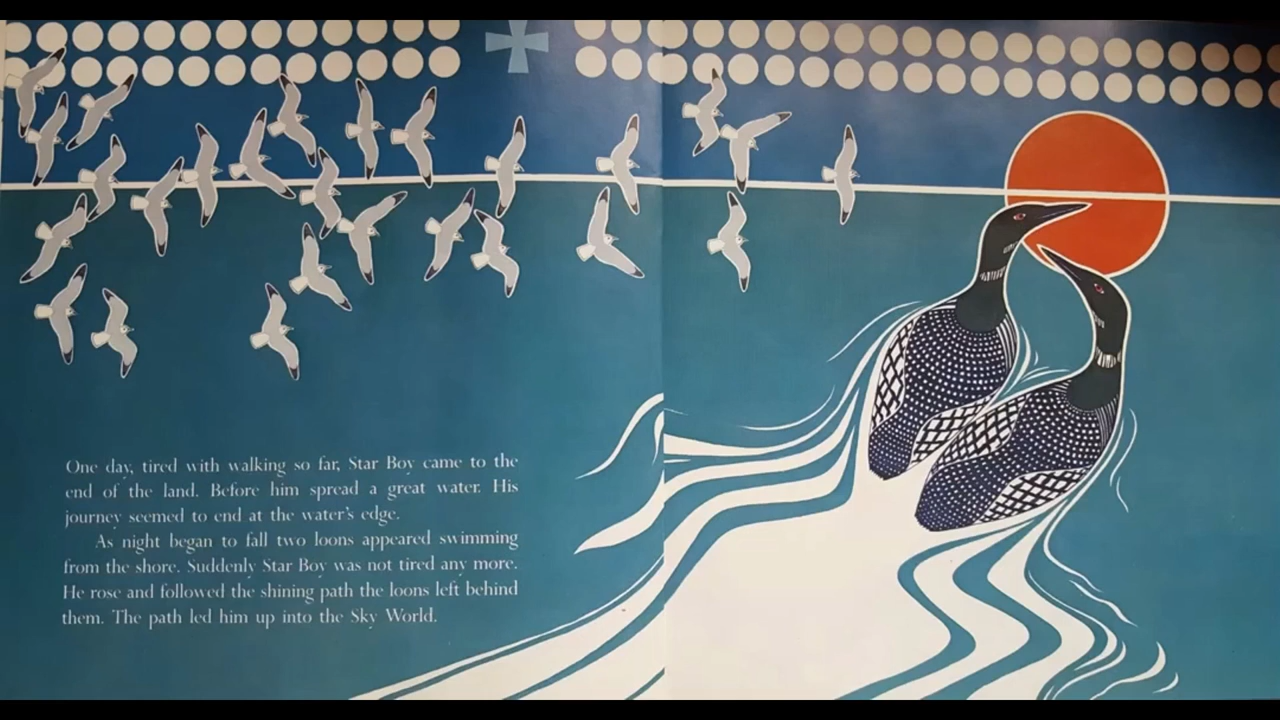 One day, tired with walking so far, Star Boy came to the
end of the land. Before him spread a great water. His
journey seemed to end at the water's edge.
As night began to fall two loons appeared swimming
from the shore. Suddenly Star Boy was not tired any more.
He rose and followed the shining path the loons left behind
them. The path led him up into the Sky World.